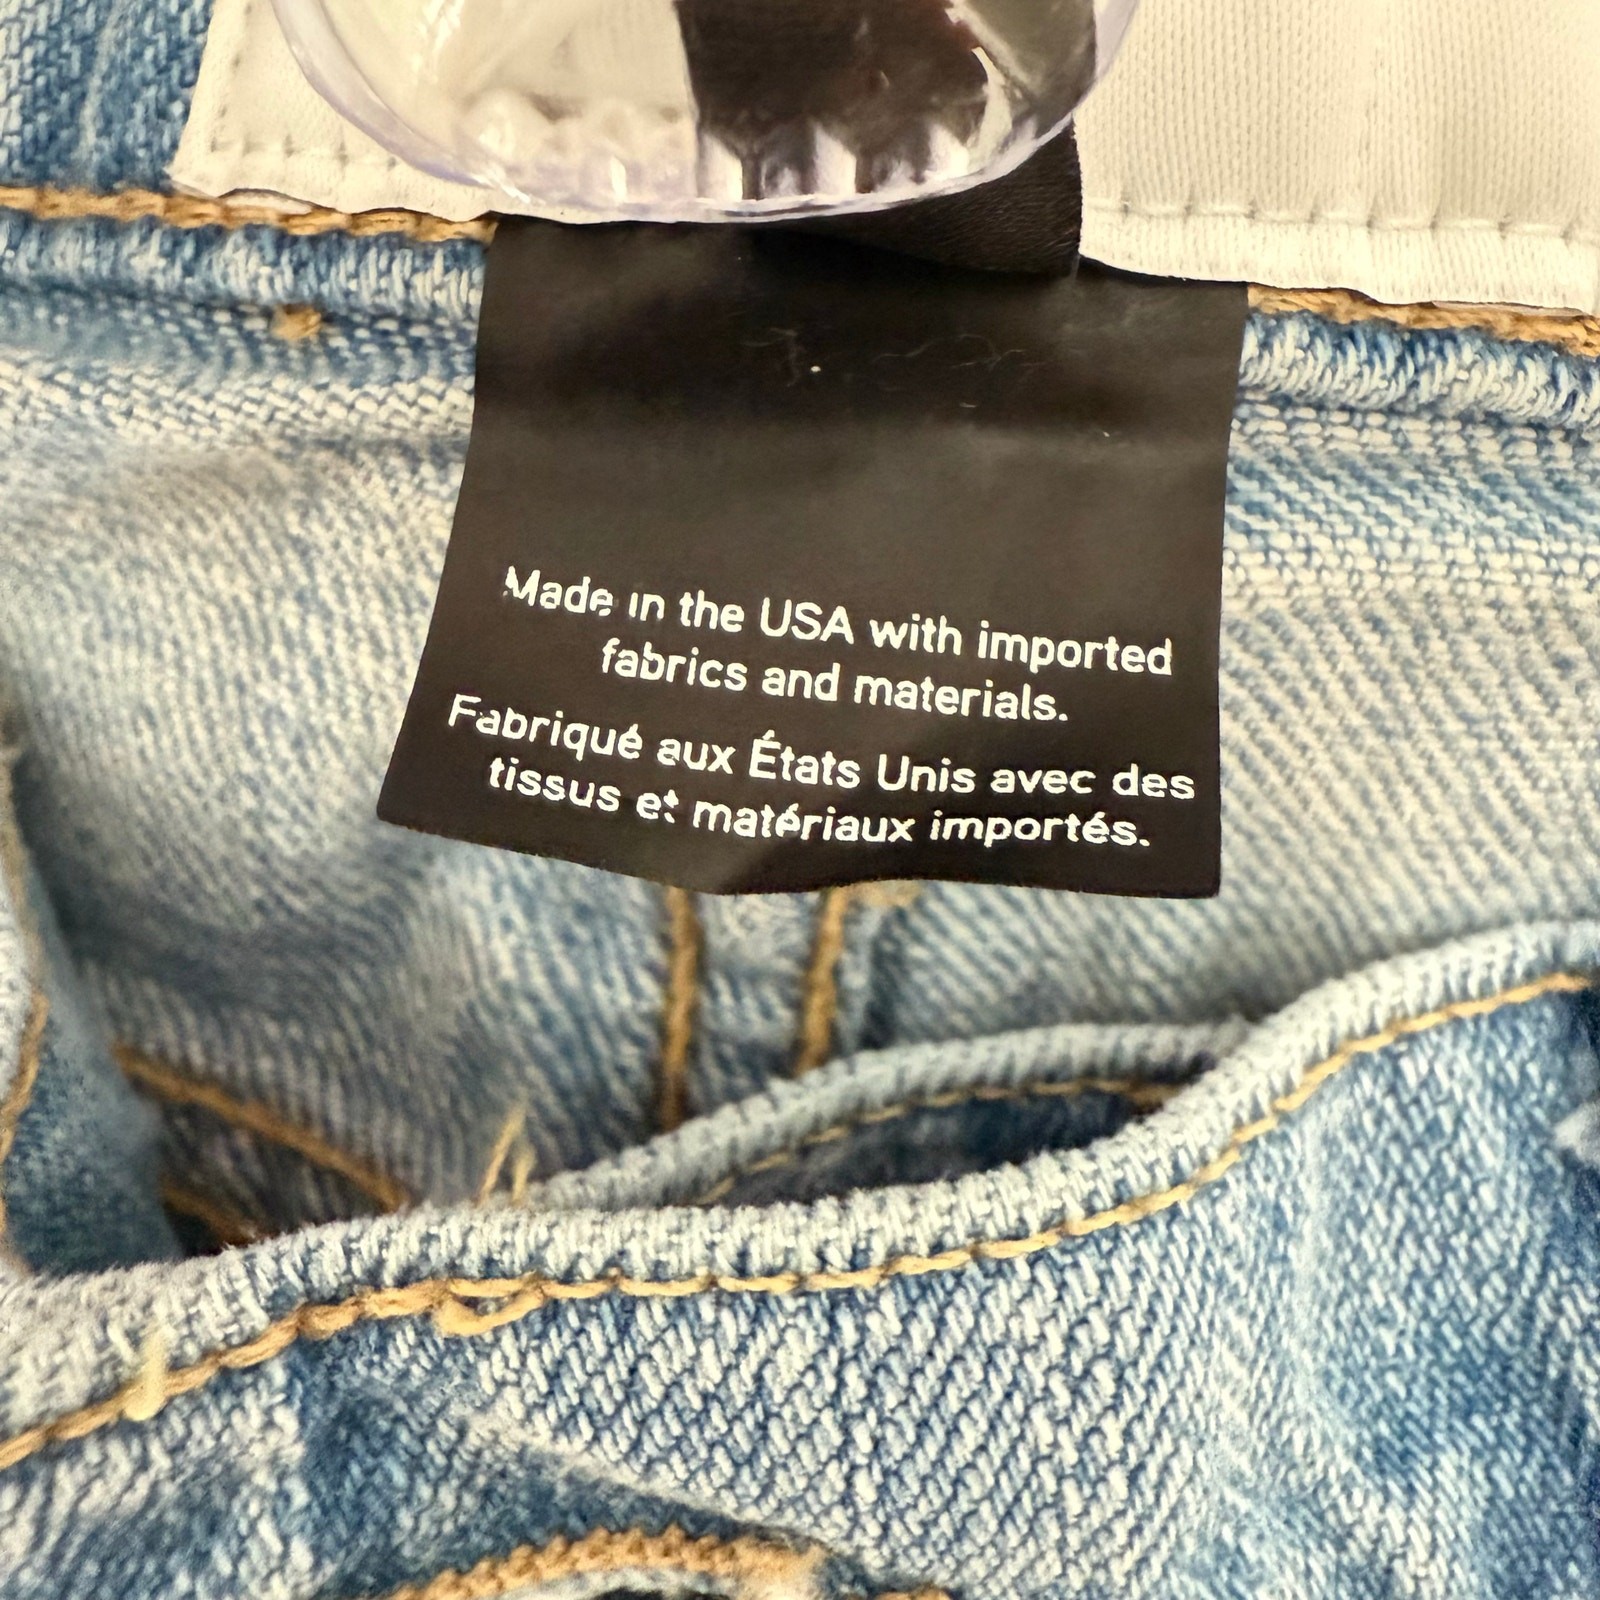 Made in the USA with imported
fabrics and materials.
Fabriqué aux États Unis avec des
tissus et matériaux importés.